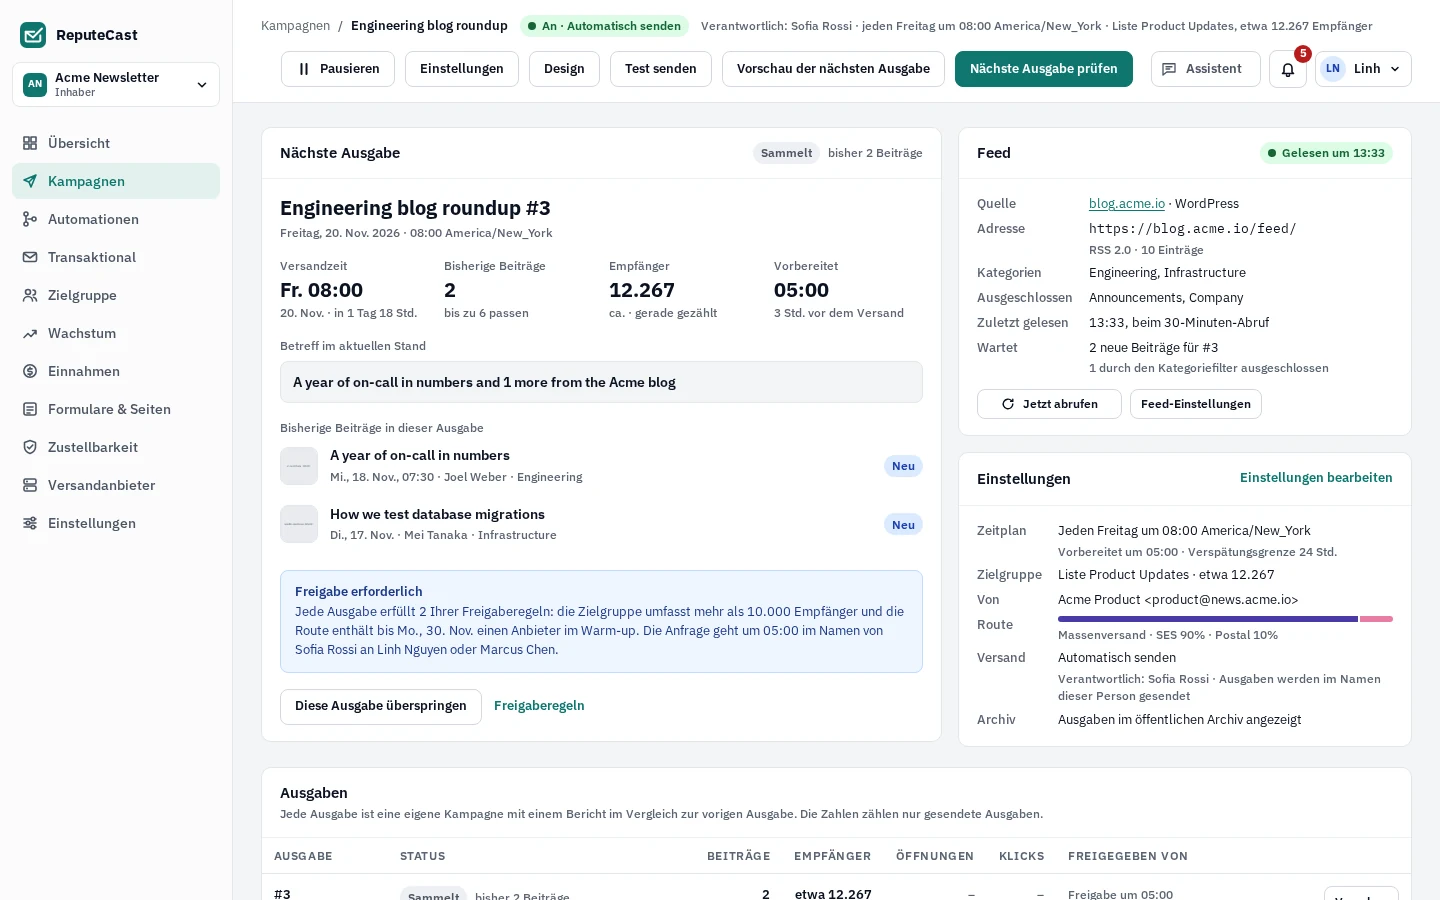 ReputeCast
AN
Acme Newsletter
Inhaber
Übersicht
Kampagnen
Automationen
Transaktional
Zielgruppe
Wachstum
Einnahmen
Formulare & Seiten
Zustellbarkeit
Versandanbieter
Einstellungen
Kampagnen / Engineering blog roundup
An · Automatisch senden
Verantwortlich: Sofia Rossi · jeden Freitag um 08:00 America/New_York · Liste Product Updates, etwa 12.267 Empfänger
Pausieren
Einstellungen
Design
Test senden
Vorschau der nächsten Ausgabe
Nächste Ausgabe prüfen
Assistent
5
LN
Linh
Nächste Ausgabe
Sammelt
bisher 2 Beiträge
Engineering blog roundup #3
Freitag, 20. Nov. 2026 · 08:00 America/New_York
Versandzeit
Fr. 08:00
20. Nov. · in 1 Tag 18 Std.
Bisherige Beiträge
2
bis zu 6 passen
Empfänger
12.267
ca. · gerade gezählt
Vorbereitet
05:00
3 Std. vor dem Versand
Betreff im aktuellen Stand
A year of on-call in numbers and 1 more from the Acme blog
Bisherige Beiträge in dieser Ausgabe
A year of on-call in numbers
Mi., 18. Nov., 07:30 · Joel Weber · Engineering
Neu
How we test database migrations
Di., 17. Nov. · Mei Tanaka · Infrastructure
Neu
Freigabe erforderlich
Jede Ausgabe erfüllt 2 Ihrer Freigaberegeln: die Zielgruppe umfasst mehr als 10.000 Empfänger und die
Route enthält bis Mo., 30. Nov. einen Anbieter im Warm-up. Die Anfrage geht um 05:00 im Namen von
Sofia Rossi an Linh Nguyen oder Marcus Chen.
Diese Ausgabe überspringen
Freigaberegeln
Feed
Gelesen um 13:33
Quelle
blog.acme.io · WordPress
Adresse
https://blog.acme.io/feed/
RSS 2.0 · 10 Einträge
Kategorien
Engineering, Infrastructure
Ausgeschlossen
Announcements, Company
Zuletzt gelesen
13:33, beim 30-Minuten-Abruf
Wartet
2 neue Beiträge für #3
1 durch den Kategoriefilter ausgeschlossen
Jetzt abrufen
Feed-Einstellungen
Einstellungen
Einstellungen bearbeiten
Zeitplan
Jeden Freitag um 08:00 America/New_York
Vorbereitet um 05:00 · Verspätungsgrenze 24 Std.
Zielgruppe
Liste Product Updates · etwa 12.267
Von
Acme Product <product@news.acme.io>
Route
Massenversand · SES 90% · Postal 10%
Versand
Automatisch senden
Verantwortlich: Sofia Rossi · Ausgaben werden im Namen
dieser Person gesendet
Archiv
Ausgaben im öffentlichen Archiv angezeigt
Ausgaben
Jede Ausgabe ist eine eigene Kampagne mit einem Bericht im Vergleich zur vorigen Ausgabe. Die Zahlen zählen nur gesendete Ausgaben.
AUSGABE STATUS BEITRÄGE EMPFÄNGER ÖFFNUNGEN KLICKS FREIGEGEBEN VON
#3 Sammelt bisher 2 Beiträge 2 etwa 12.267 – – Freigabe um 05:00